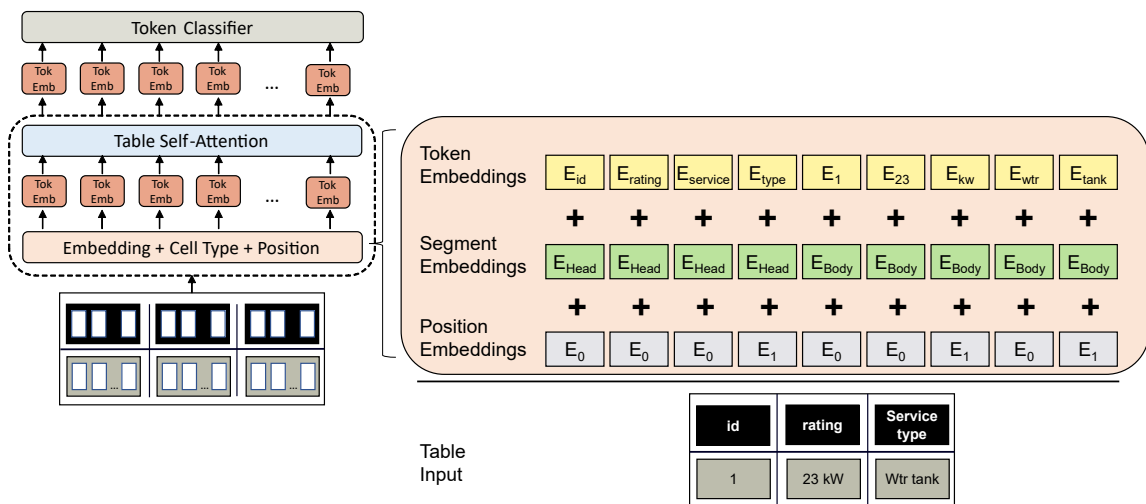 Token Classifier
Tok Emb Tok Emb Tok Emb Tok Emb ... Tok Emb
Table Self-Attention
Tok Emb Tok Emb Tok Emb Tok Emb Tok Emb ... Tok Emb
Embedding + Cell Type + Position
... ... ...
Token
Embeddings
E_id E_rating E_service E_type E_1 E_23 E_kw E_wtr E_tank
+ + + + + + + + +
Segment
Embeddings
E_Head E_Head E_Head E_Head E_Body E_Body E_Body E_Body E_Body
+ + + + + + + + +
Position
Embeddings
E_0 E_0 E_0 E_1 E_0 E_0 E_1 E_0 E_1
Table
Input
id rating Service
type
1 23 kW Wtr tank